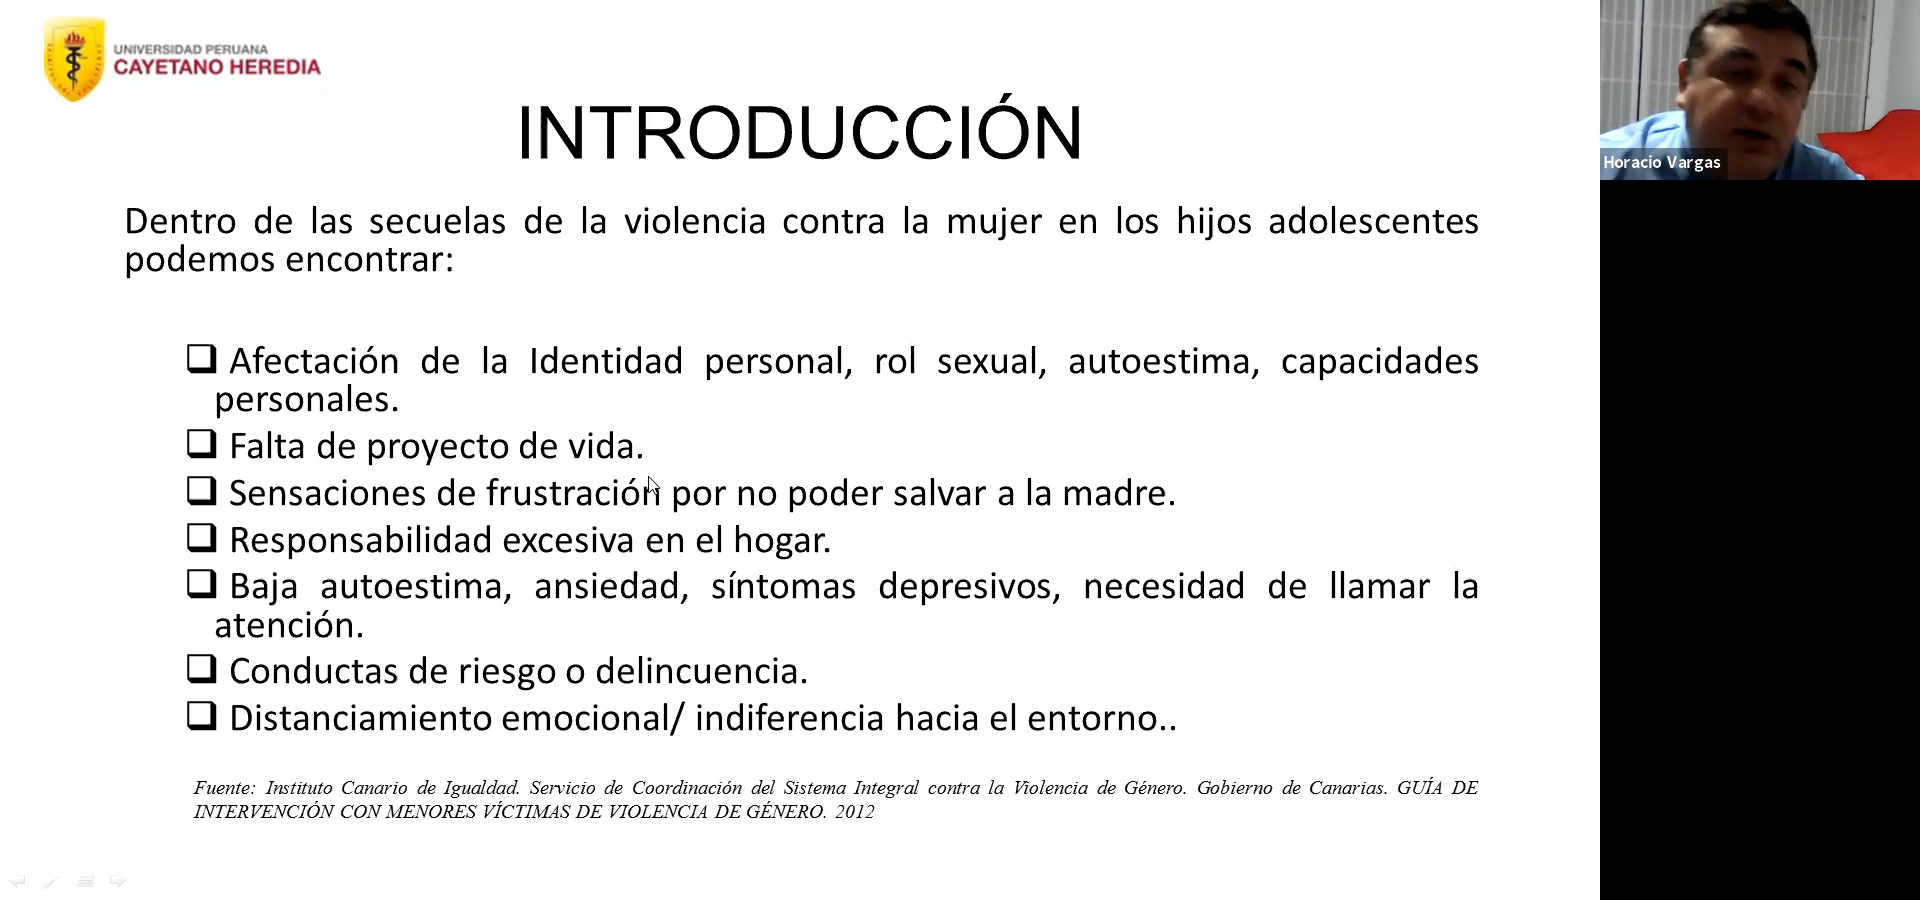 UNIVERSIDAD PERUANA
CAYETANO HEREDIA
INTRODUCCIÓN
Dentro de las secuelas de la violencia contra la mujer en los hijos adolescentes
podemos encontrar:
Afectación de la Identidad personal, rol sexual, autoestima, capacidades
personales.
Falta de proyecto de vida.
Sensaciones de frustración por no poder salvar a la madre.
Responsabilidad excesiva en el hogar.
Baja autoestima, ansiedad, síntomas depresivos, necesidad de llamar la
atención.
Conductas de riesgo o delincuencia.
Distanciamiento emocional/ indiferencia hacia el entorno..
Fuente: Instituto Canario de Igualdad. Servicio de Coordinación del Sistema Integral contra la Violencia de Género. Gobierno de Canarias. GUÍA DE
INTERVENCIÓN CON MENORES VÍCTIMAS DE VIOLENCIA DE GÉNERO. 2012
Horacio Vargas